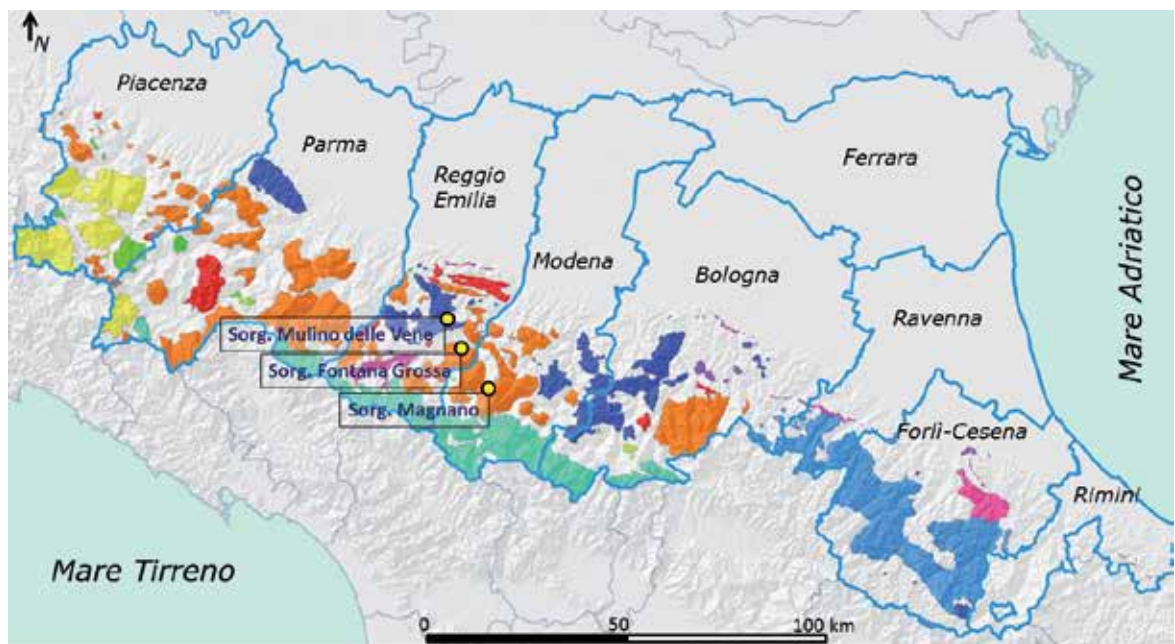 N
Piacenza
Parma
Reggio
Emilia
Modena
Bologna
Ferrara
Ravenna
Forlì-Cesena
Rimini
Mare Adriatico
Sorg. Mulino delle Vene
Sorg. Fontana Grossa
Sorg. Magnano
Mare Tirreno
0 50 100 km